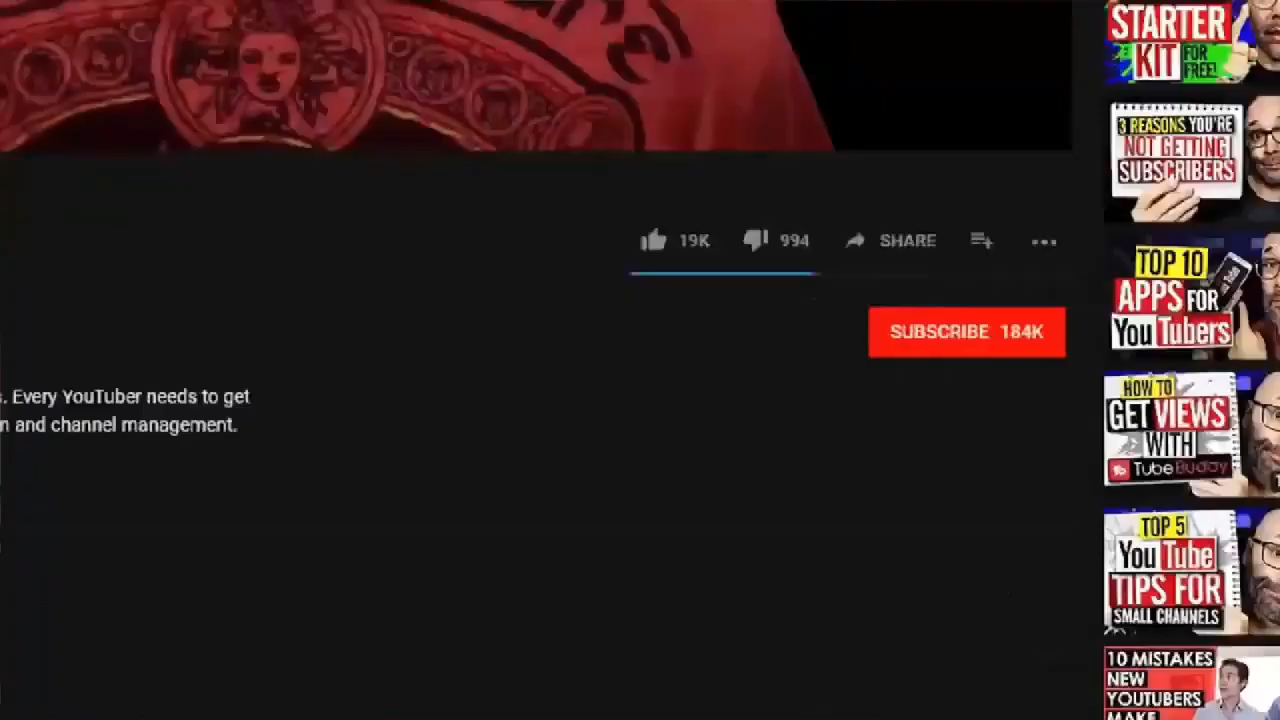 STARTER
KIT FOR FREE!
3 REASONS YOU'RE
NOT GETTING
SUBSCRIBERS
19K 994 SHARE
TOP 10
APPS FOR
YouTubers
SUBSCRIBE 184K
. Every YouTuber needs to get
and channel management.
HOW TO
GET VIEWS
WITH
TubeBuddy
TOP 5
YouTube
TIPS FOR
SMALL CHANNELS
10 MISTAKES
NEW
YOUTUBERS
MAKE